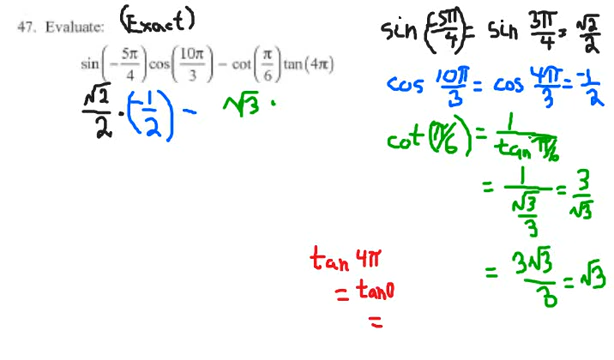 47. Evaluate: (Exact)
sin(-5π/4)cos(10π/3) - cot(π/6)tan(4π)
√2/2 · (-1/2) - √3 ·
sin(-5π/4) = sin 3π/4 = √2/2
cos 10π/3 = cos 4π/3 = -1/2
cot(π/6) = 1/tan π/6
= 1/(√3/3) = 3/√3
= 3√3/3 = √3
tan 4π
= tan 0
=